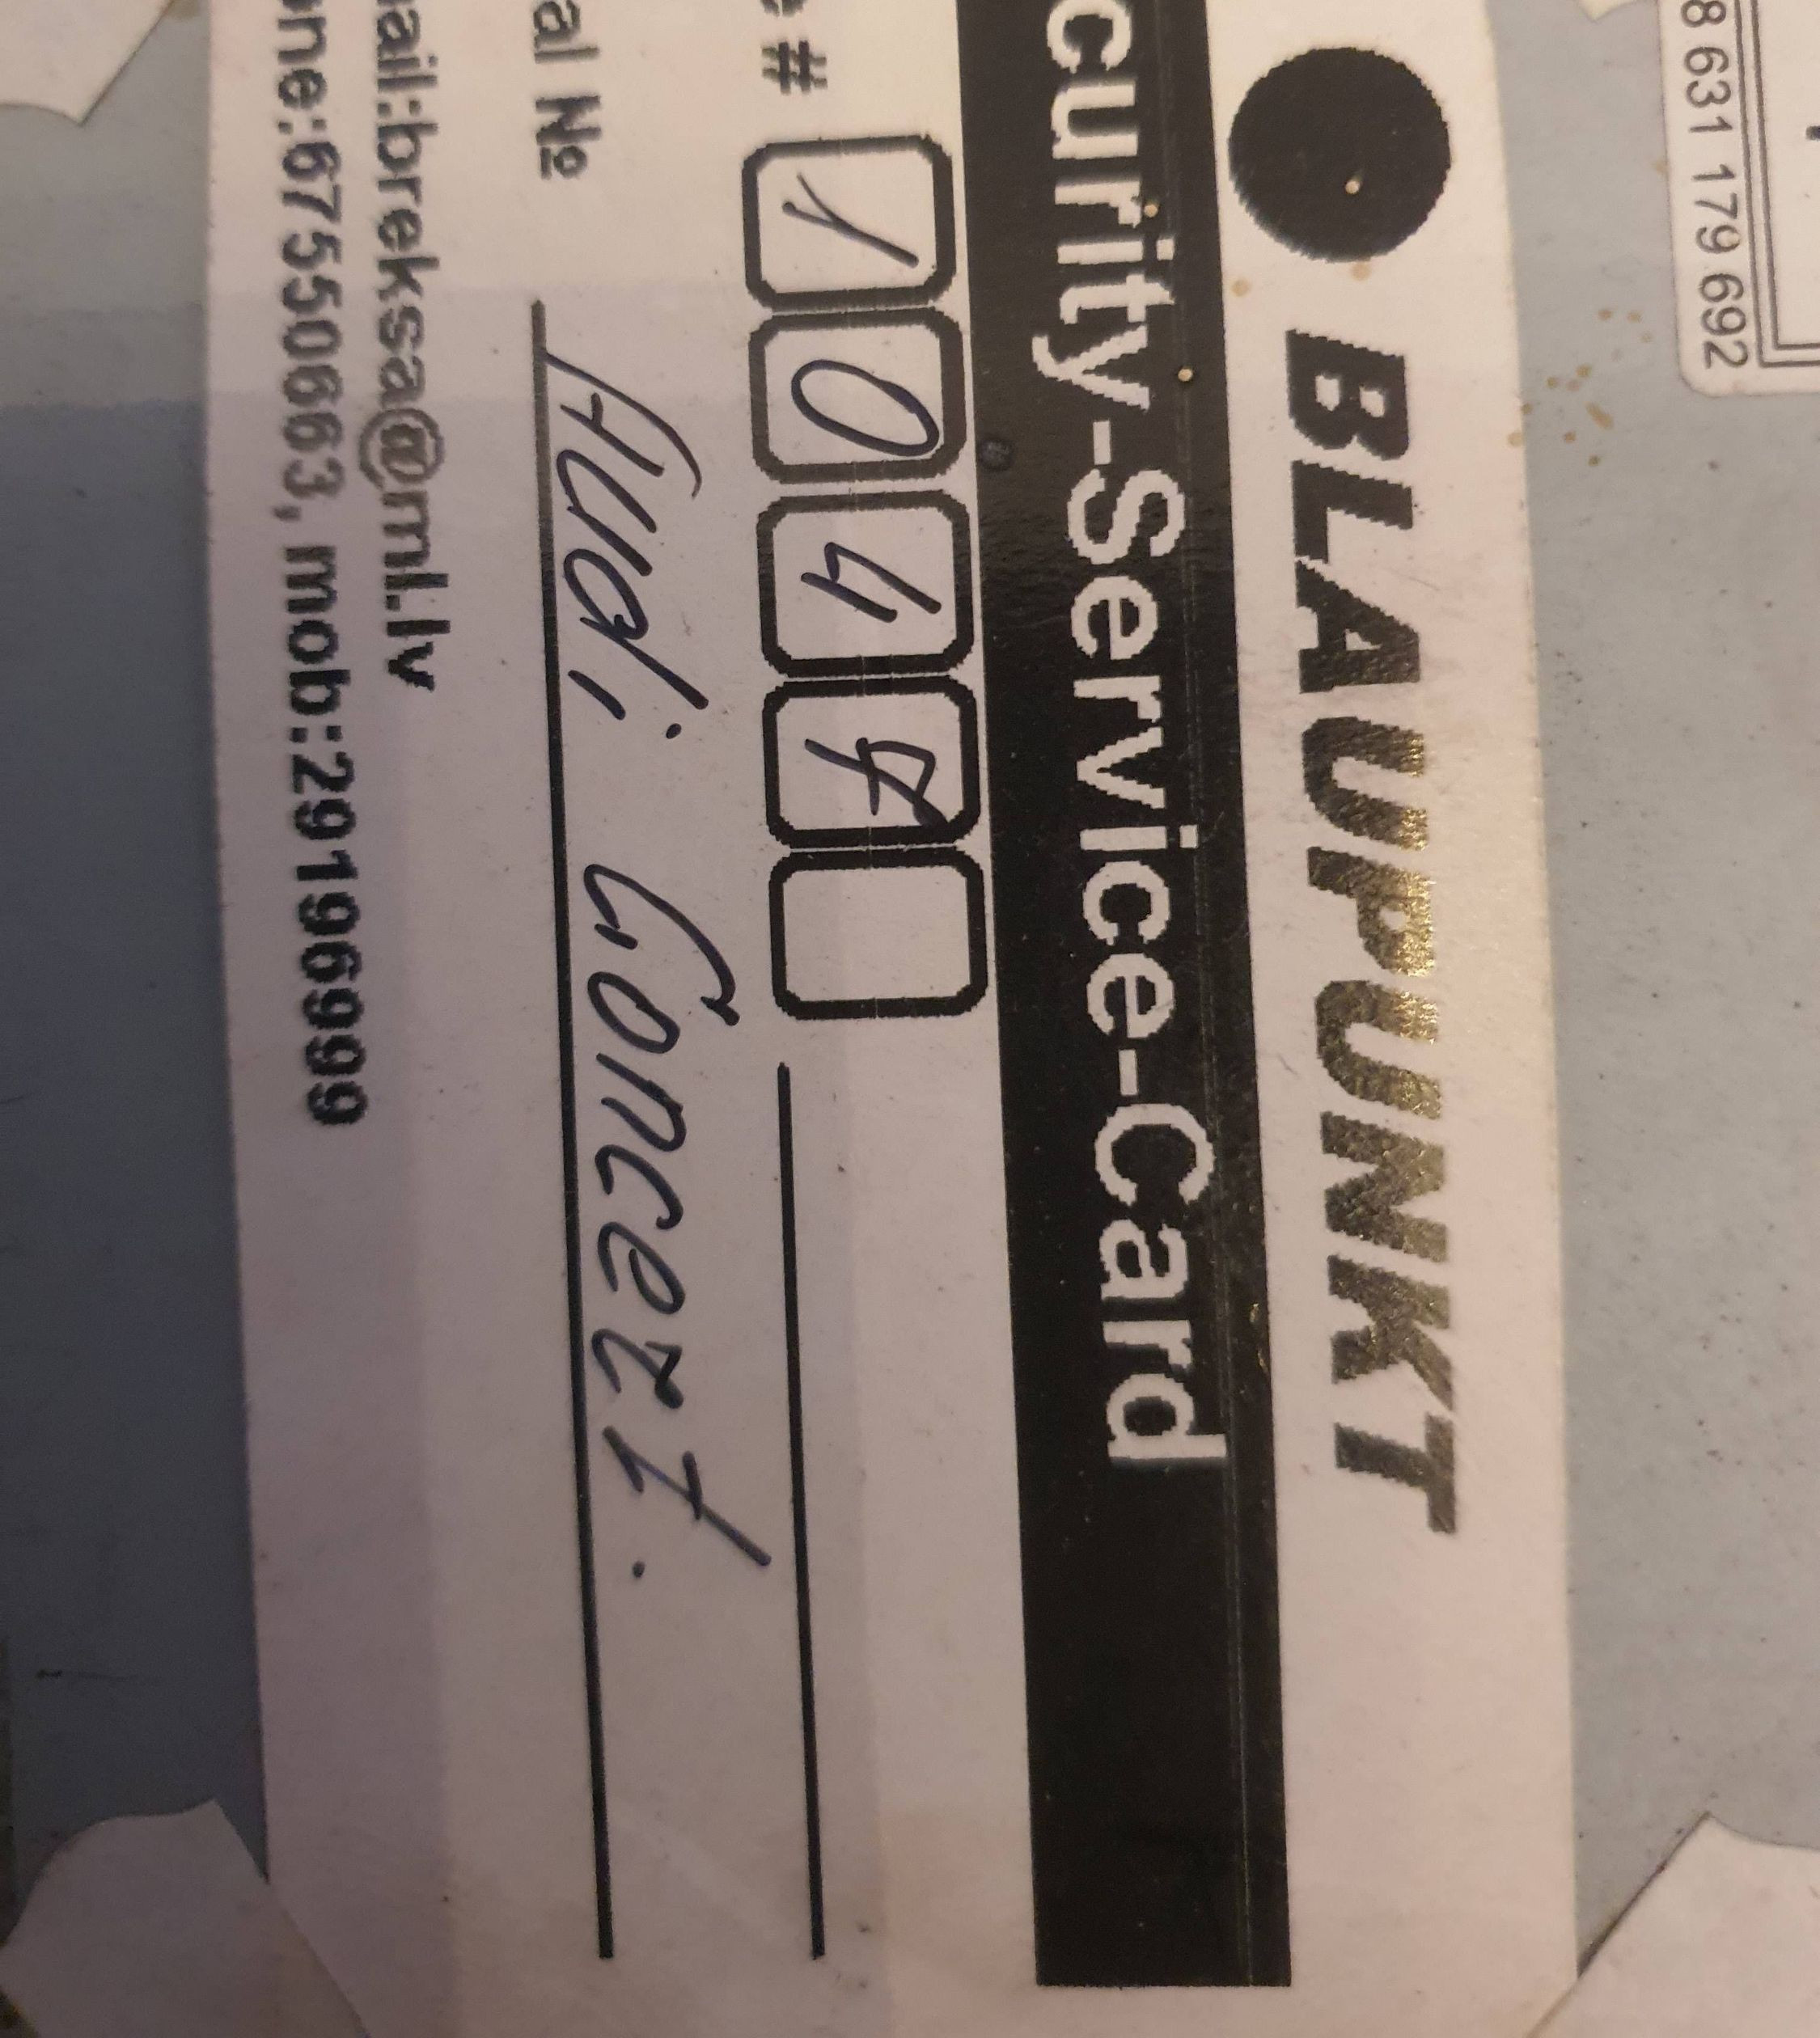 8 631 179 692
BLAUPUNKT
curity-Service-Card
e # 1 0 4 7
al № Audi Concert.
ail:breksa@ml.lv
ne:67550663, mob:29196999